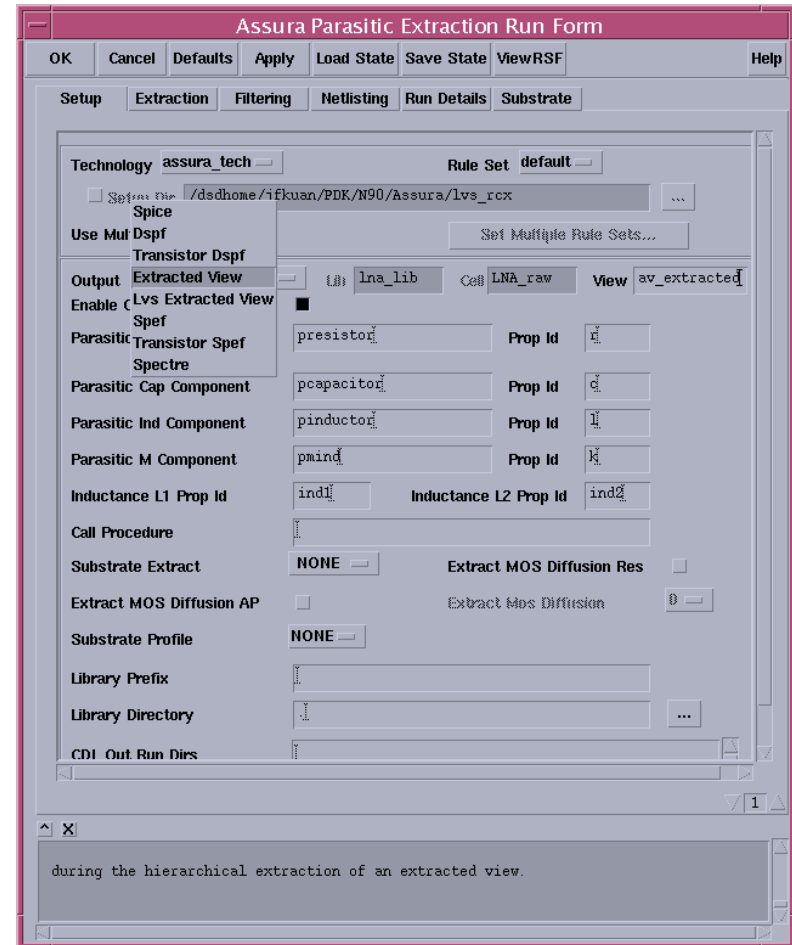 Assura Parasitic Extraction Run Form
OK Cancel Defaults Apply Load State Save State ViewRSF Help
Setup Extraction Filtering Netlisting Run Details Substrate
Technology assura_tech Rule Set default
/dsdhome/ifkuan/PDK/N90/Assura/lvs_rcx ...
Spice
Use Mul Dspf Set Multiple Rule Sets...
Transistor Dspf
Output Extracted View Lib lna_lib Cell LNA_raw View av_extracted
Enable C Lvs Extracted View
Spef
Parasitic Transistor Spef presistor Prop Id r
Spectre
Parasitic Cap Component pcapacitor Prop Id c
Parasitic Ind Component pinductor Prop Id l
Parasitic M Component pmind Prop Id k
Inductance L1 Prop Id ind1 Inductance L2 Prop Id ind2
Call Procedure
Substrate Extract NONE Extract MOS Diffusion Res
Extract MOS Diffusion AP Extract Mos Diffusion 0
Substrate Profile NONE
Library Prefix
Library Directory . ...
CDL Out Run Dirs
1
X
during the hierarchical extraction of an extracted view.